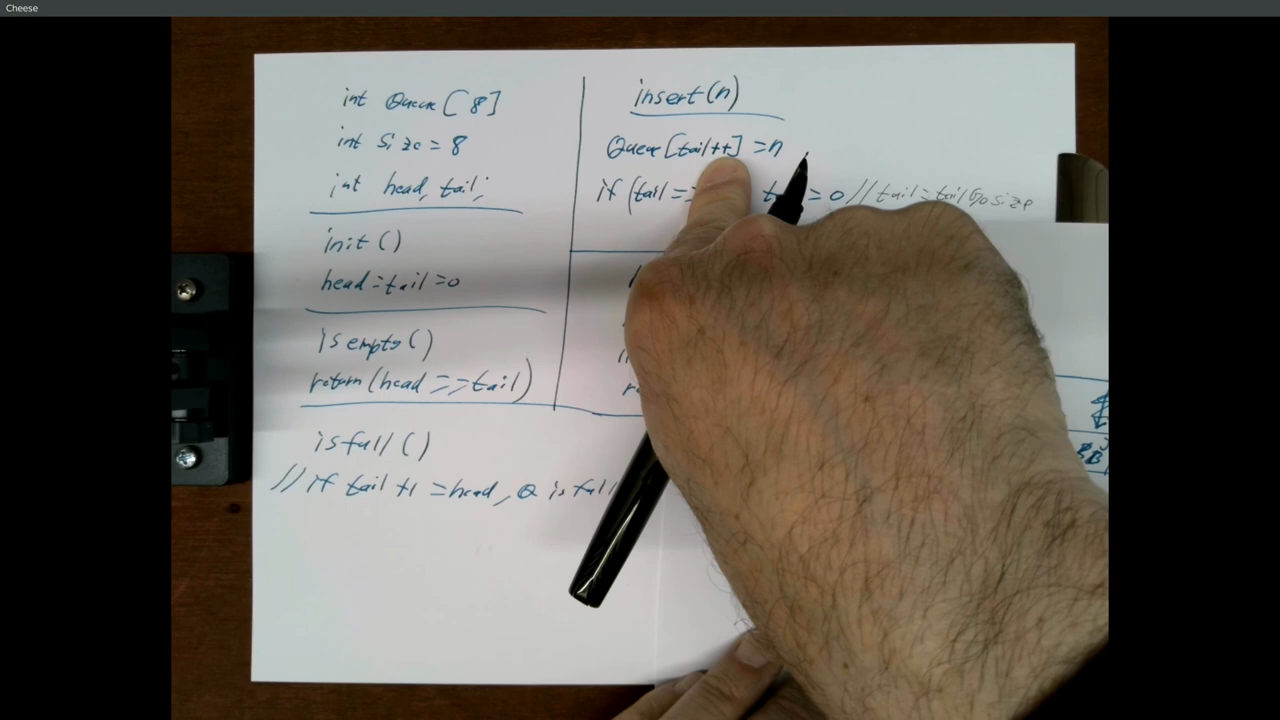 Cheese
int Queue[8]
int size=8
int head, tail;
init()
head=tail=0
isempty()
return(head==tail)
isfull()
//if tail+1=head, Q is full
insert(n)
Queue[tail++]=n
if (tail== =0 //tail=tail%size